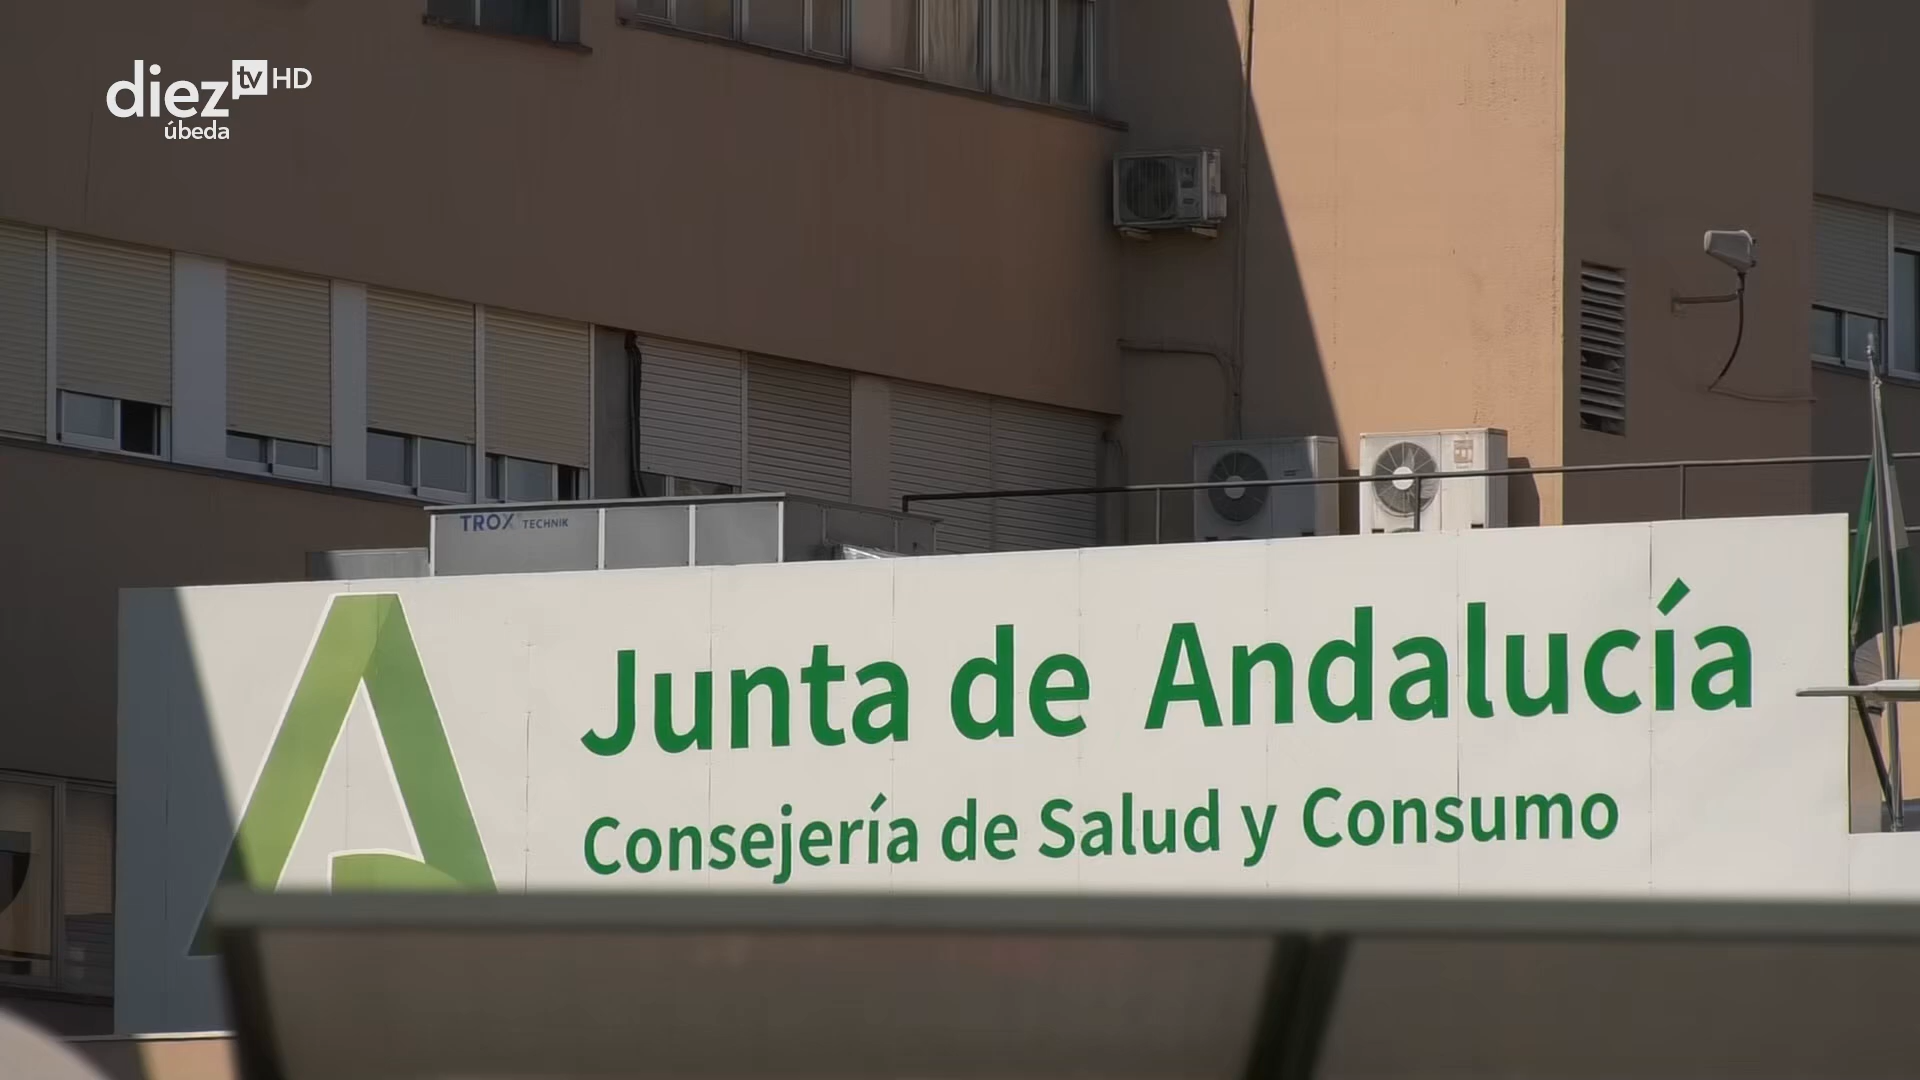 diez tv HD
úbeda
TROX TECHNIK
Junta de Andalucía
Consejería de Salud y Consumo